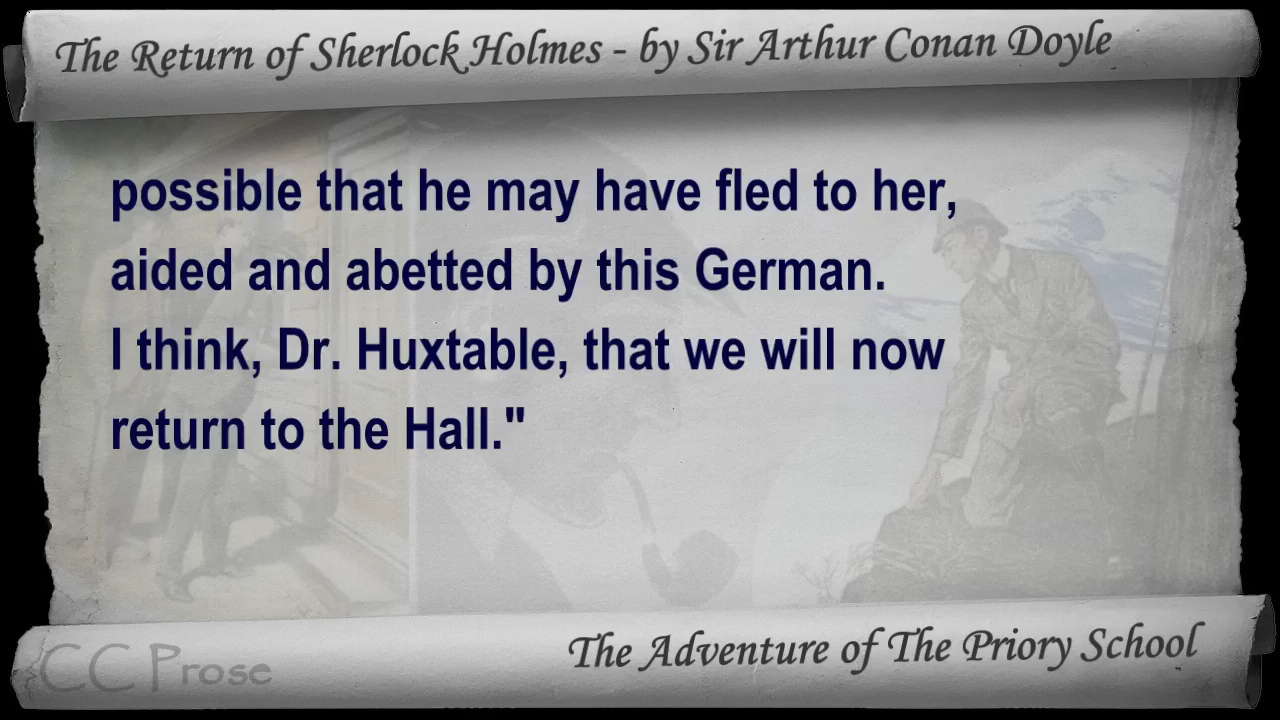 The Return of Sherlock Holmes - by Sir Arthur Conan Doyle
possible that he may have fled to her,
aided and abetted by this German.
I think, Dr. Huxtable, that we will now
return to the Hall."
The Adventure of The Priory School
CC Prose